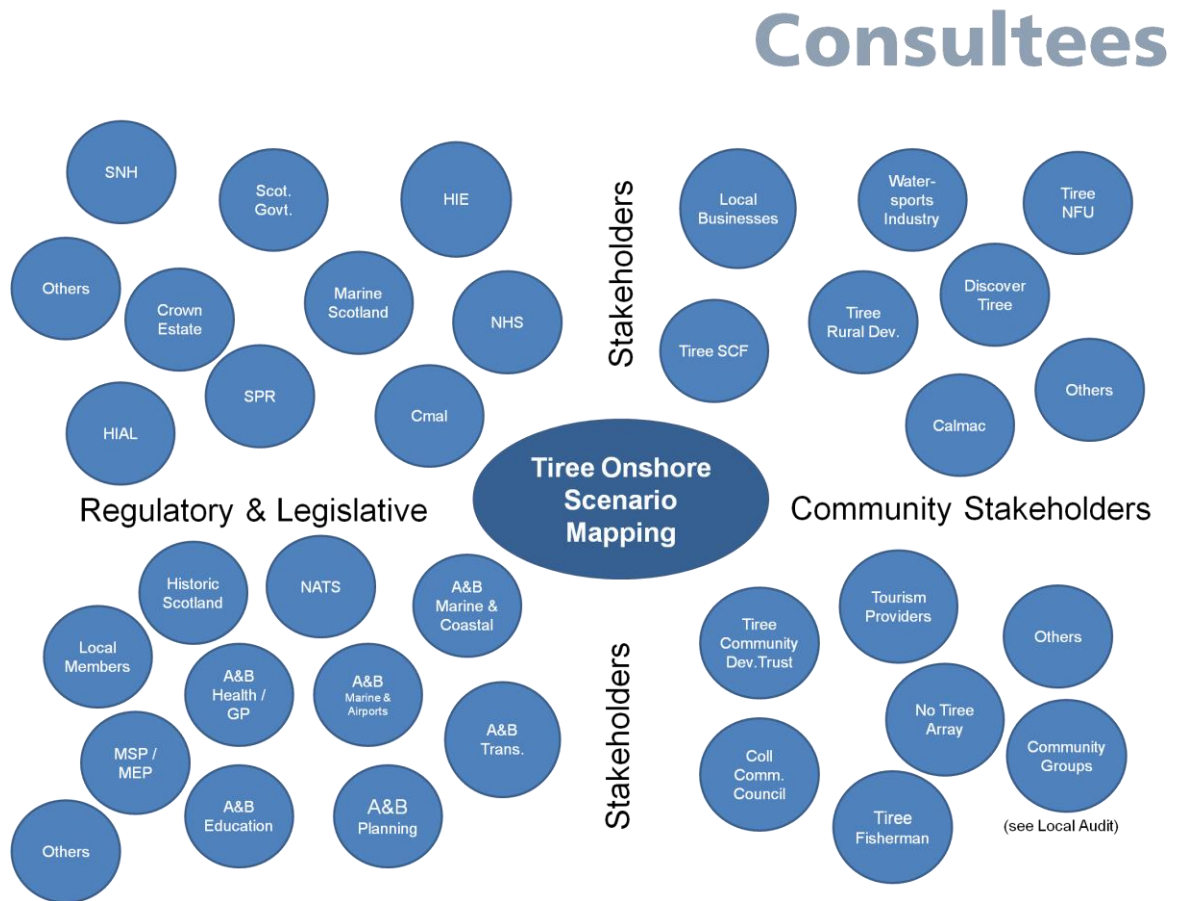 Consultees
SNH
Scot.
Govt.
HIE
Others
Crown
Estate
Marine
Scotland
NHS
HIAL
SPR
Cmal
Stakeholders
Local
Businesses
Water-
sports
Industry
Tiree
NFU
Tiree SCF
Tiree
Rural Dev.
Discover
Tiree
Calmac
Others
Regulatory & Legislative
Tiree Onshore
Scenario
Mapping
Community Stakeholders
Historic
Scotland
NATS
A&B
Marine &
Coastal
Local
Members
A&B
Health /
GP
A&B
Marine &
Airports
A&B
Trans.
MSP /
MEP
A&B
Education
A&B
Planning
Others
Stakeholders
Tiree
Community
Dev.Trust
Tourism
Providers
Others
No Tiree
Array
Community
Groups
(see Local Audit)
Coll
Comm.
Council
Tiree
Fisherman